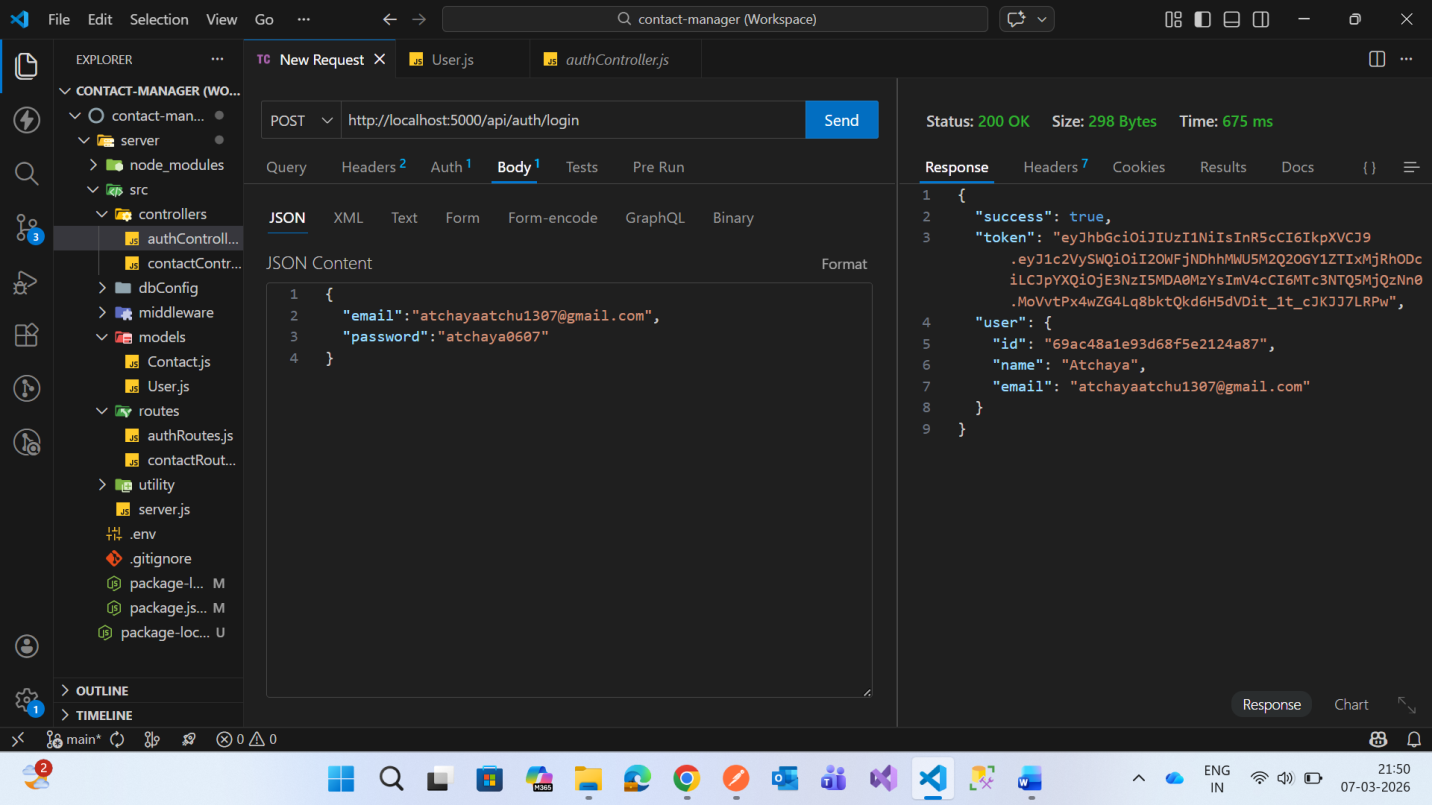 File Edit Selection View Go ··· contact-manager (Workspace)
EXPLORER ···
CONTACT-MANAGER (WO...
contact-man...
server
node_modules
src
controllers
authControll...
contactContr...
dbConfig
middleware
models
Contact.js
User.js
routes
authRoutes.js
contactRout...
utility
server.js
.env
.gitignore
package-l... M
package.js... M
package-loc... U
OUTLINE
TIMELINE
3
1
TC New Request User.js authController.js
POST http://localhost:5000/api/auth/login Send
Query Headers 2 Auth 1 Body 1 Tests Pre Run
JSON XML Text Form Form-encode GraphQL Binary
JSON Content Format
1 {
2 "email":"atchayaatchu1307@gmail.com",
3 "password":"atchaya0607"
4 }
Status: 200 OK Size: 298 Bytes Time: 675 ms
Response Headers 7 Cookies Results Docs { }
1 {
2 "success": true,
3 "token": "eyJhbGciOiJIUzI1NiIsInR5cCI6IkpXVCJ9
.eyJ1c2VySWQiOiI2OWFjNDhhMWU5M2Q2OGY1ZTIxMjRhODc
iLCJpYXQiOjE3NzI5MDA0MzYsImV4cCI6MTc3NTQ5MjQzNn0
.MoVvtPx4wZG4Lq8bktQkd6H5dVDit_1t_cJKJJ7LRPw",
4 "user": {
5 "id": "69ac48a1e93d68f5e2124a87",
6 "name": "Atchaya",
7 "email": "atchayaatchu1307@gmail.com"
8 }
9 }
Response Chart
main* 0 0
2
M365
ENG
IN
21:50
07-03-2026